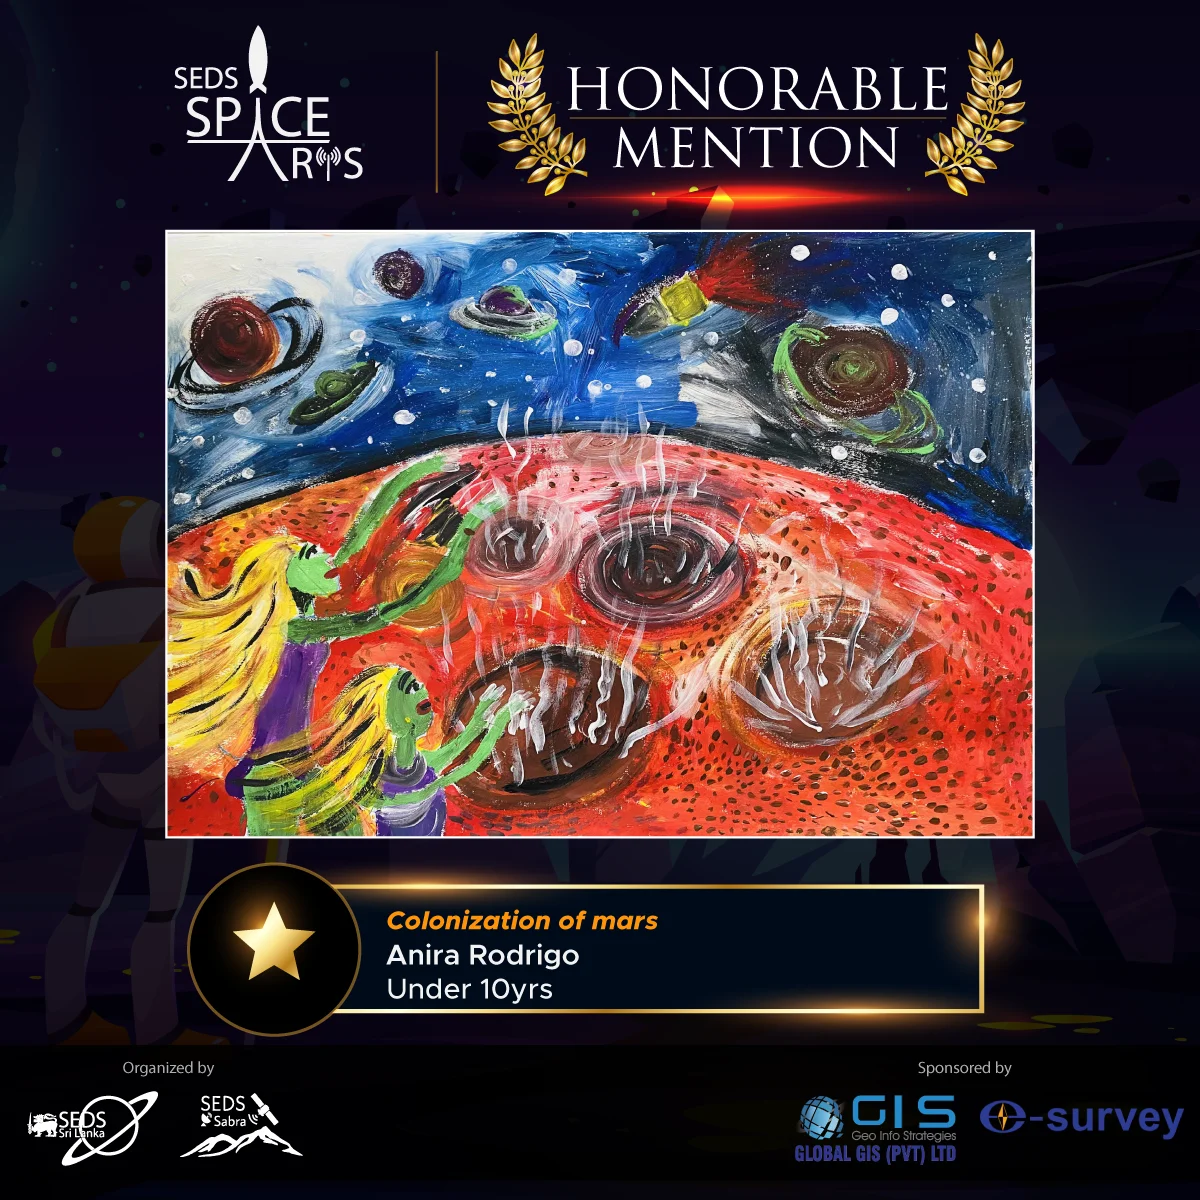 SEDS
SPACE
ARTS
HONORABLE
MENTION
Colonization of mars
Anira Rodrigo
Under 10yrs
Organized by
Sponsored by
SEDS
Sri Lanka
SEDS
Sabra
GIS
Geo Info Strategies
GLOBAL GIS (PVT) LTD
e-survey